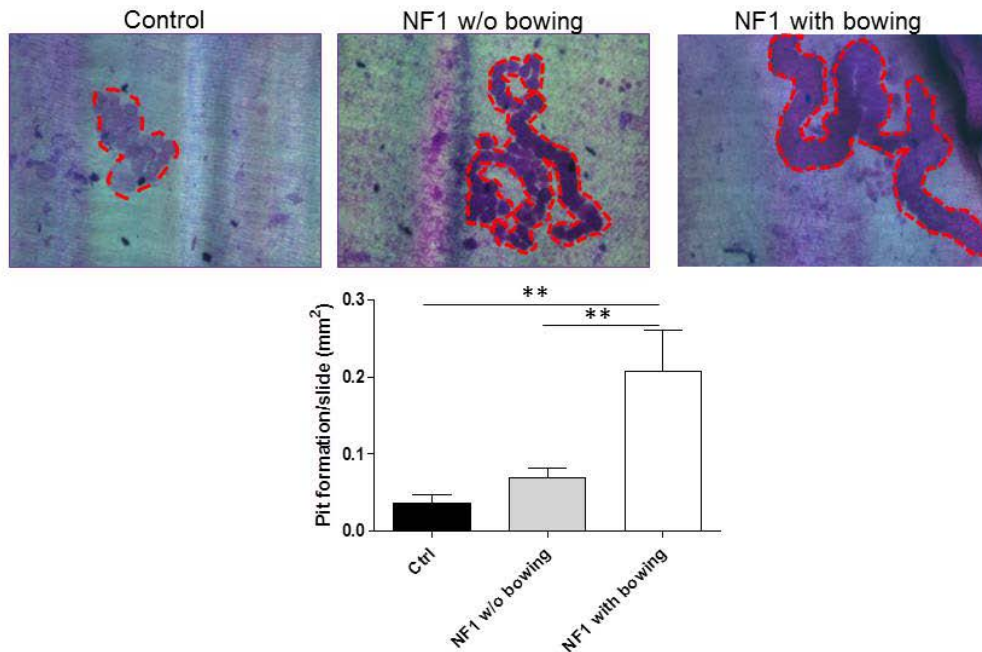 Control
NF1 w/o bowing
NF1 with bowing
**
**
Pit formation/slide (mm²)
0.3
0.2
0.1
0.0
Ctrl
NF1 w/o bowing
NF1 with bowing